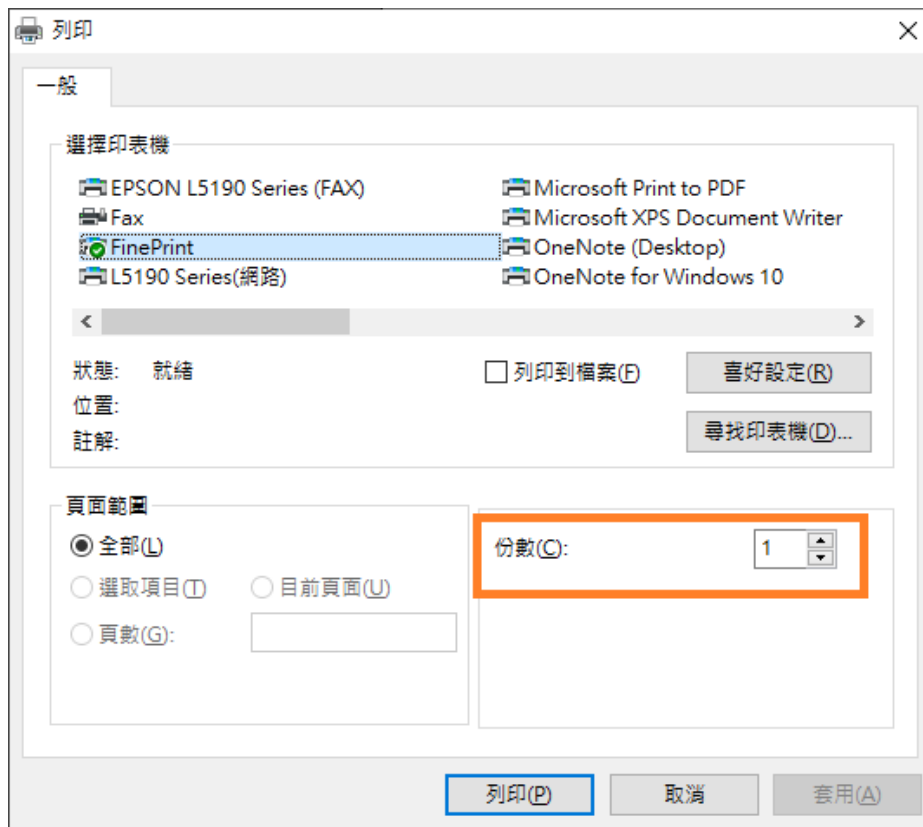 列印
一般
選擇印表機
EPSON L5190 Series (FAX)
Microsoft Print to PDF
Fax
Microsoft XPS Document Writer
FinePrint
OneNote (Desktop)
L5190 Series(網路)
OneNote for Windows 10
狀態: 就緒
列印到檔案(F)
喜好設定(R)
位置:
註解:
尋找印表機(D)...
頁面範圍
全部(L)
選取項目(T) 目前頁面(U)
頁數(G):
份數(C): 1
列印(P) 取消 套用(A)